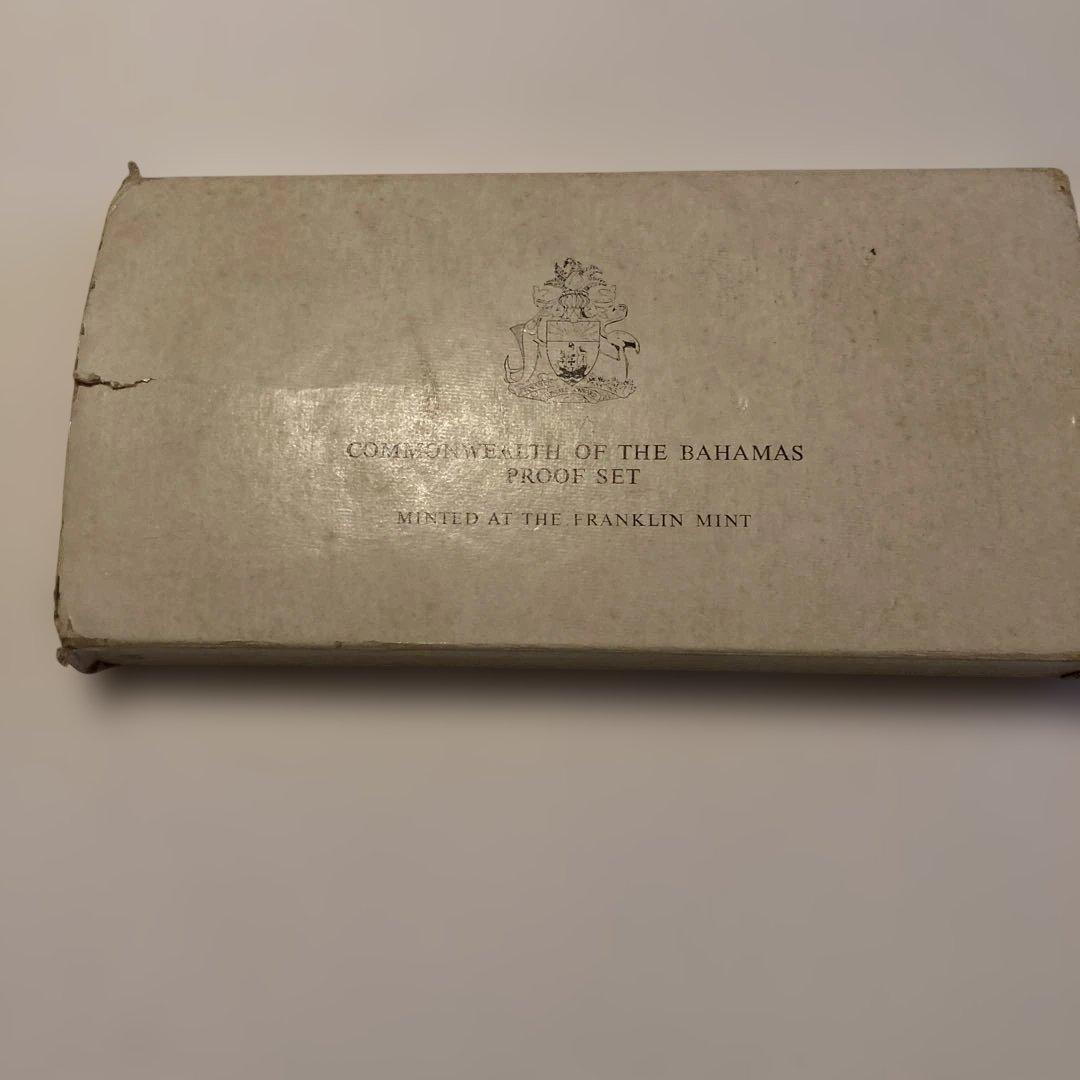 COMMONWEALTH OF THE BAHAMAS
PROOF SET
MINTED AT THE FRANKLIN MINT